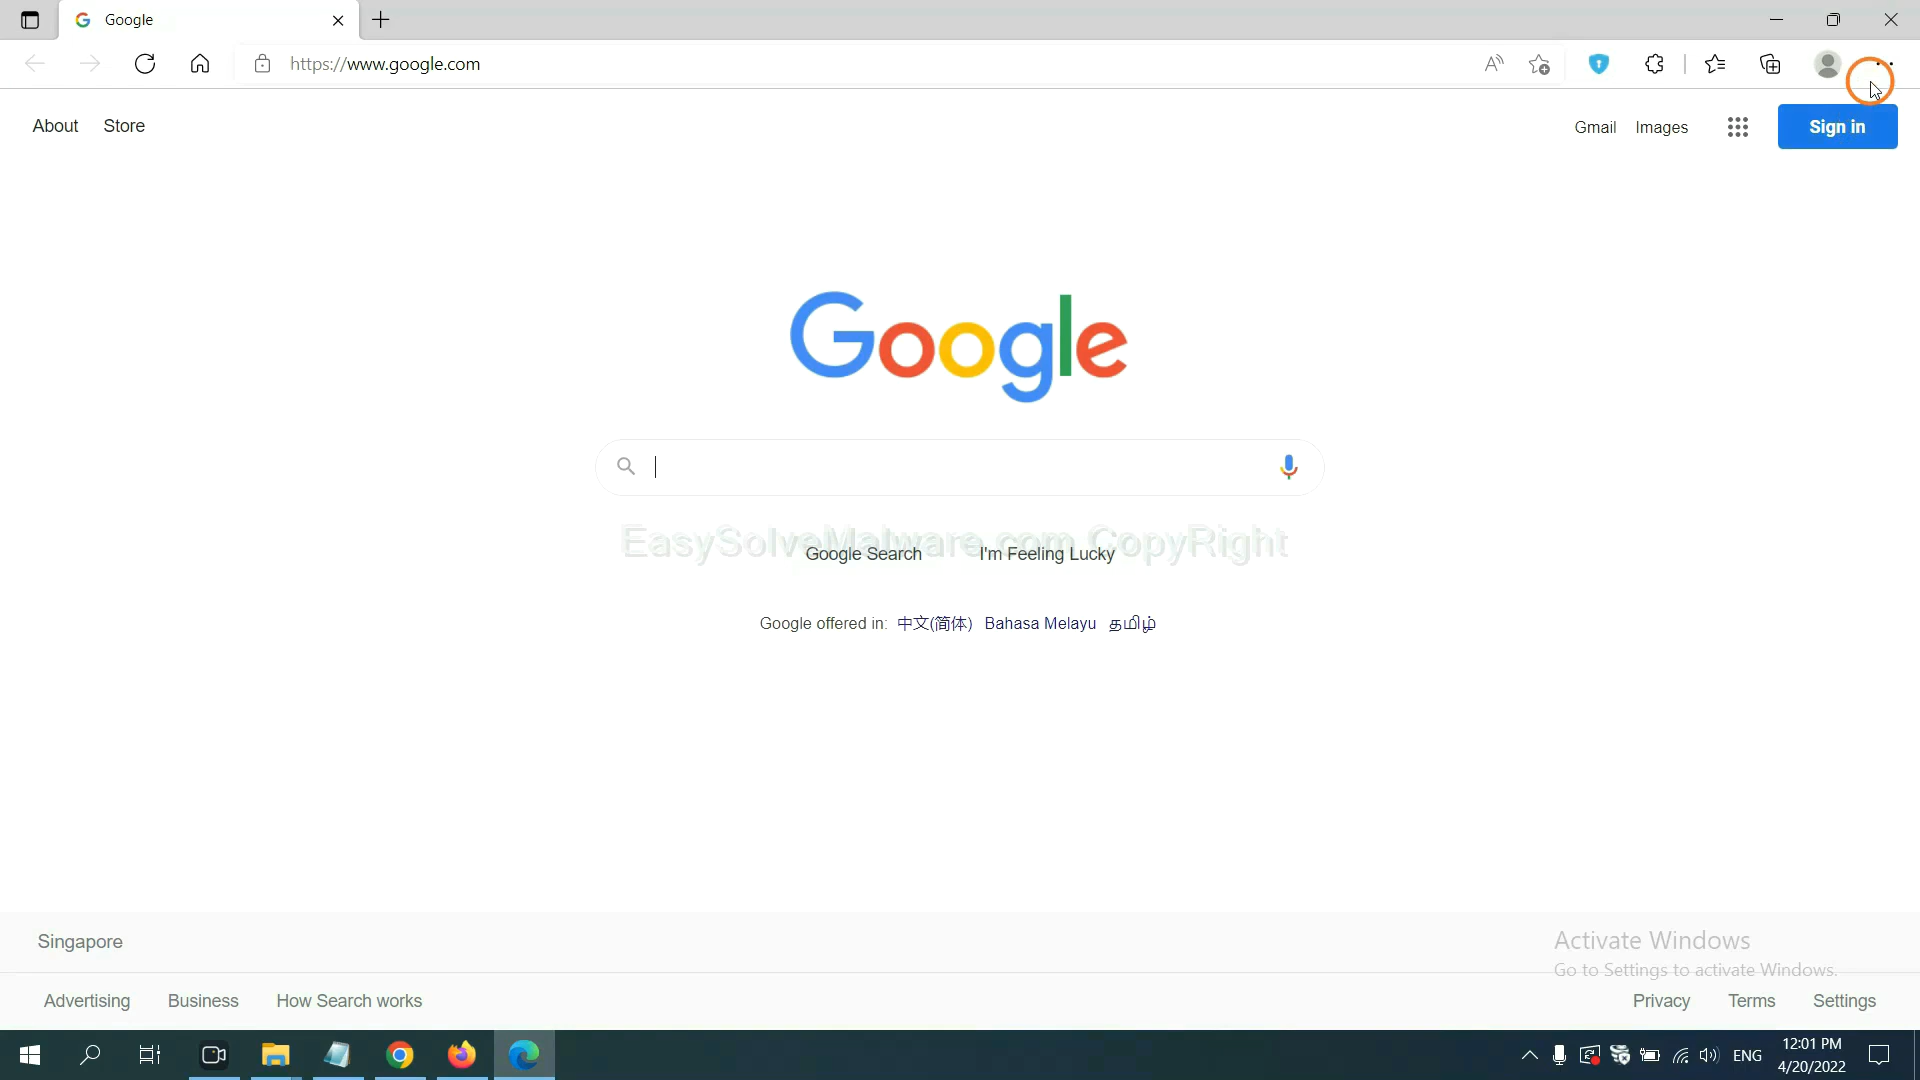 Google
https://www.google.com
About Store
Gmail Images Sign in
Google
EasySolveMalware.com CopyRight
Google Search I'm Feeling Lucky
Google offered in: 中文(简体) Bahasa Melayu தமிழ்
Singapore
Activate Windows
Go to Settings to activate Windows.
Advertising Business How Search works
Privacy Terms Settings
ENG
12:01 PM
4/20/2022